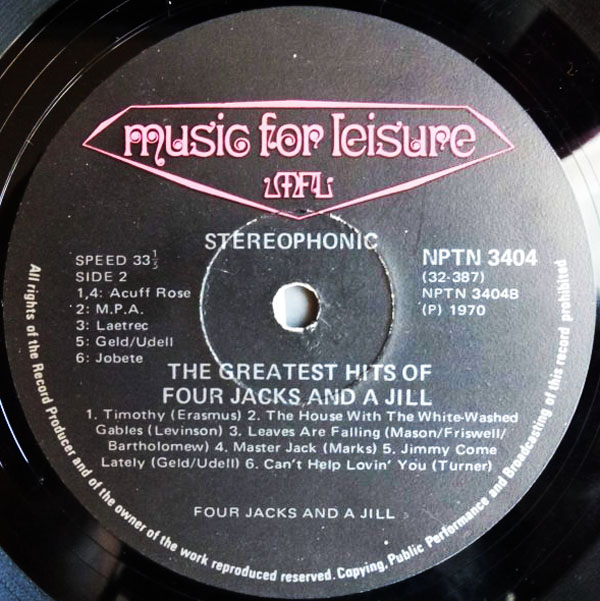 music for leisure
MFL
STEREOPHONIC
SPEED 33⅓
SIDE 2
1,4: Acuff Rose
2: M.P.A.
3: Laetrec
5: Geld/Udell
6: Jobete
NPTN 3404
(32-387)
NPTN 3404B
(P) 1970
THE GREATEST HITS OF
FOUR JACKS AND A JILL
1. Timothy (Erasmus) 2. The House With The White-Washed
Gables (Levinson) 3. Leaves Are Falling (Mason/Friswell/
Bartholomew) 4. Master Jack (Marks) 5. Jimmy Come
Lately (Geld/Udell) 6. Can't Help Lovin' You (Turner)
FOUR JACKS AND A JILL
All rights of the Record Producer and of the owner of the work reproduced reserved. Copying, Public Performance and Broadcasting of this record prohibited